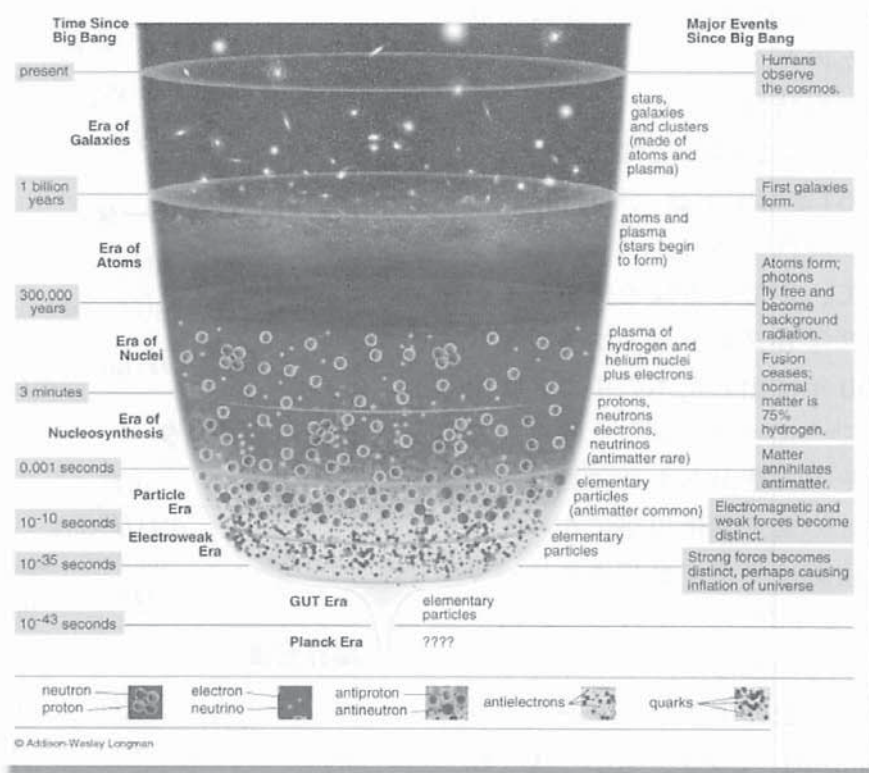 Time Since
Big Bang
Major Events
Since Big Bang
present
Humans
observe
the cosmos.
Era of
Galaxies
stars,
galaxies
and clusters
(made of
atoms and
plasma)
1 billion
years
First galaxies
form.
Era of
Atoms
atoms and
plasma
(stars begin
to form)
300,000
years
Atoms form;
photons
fly free and
become
background
radiation.
Era of
Nuclei
plasma of
hydrogen and
helium nuclei
plus electrons
3 minutes
Fusion
ceases;
normal
matter is
75%
hydrogen.
Era of
Nucleosynthesis
protons,
neutrons
electrons,
neutrinos
(antimatter rare)
0.001 seconds
Matter
annihilates
antimatter.
Particle
Era
elementary
particles
(antimatter common)
10-10 seconds
Electromagnetic and
weak forces become
distinct.
Electroweak
Era
elementary
particles
10-35 seconds
Strong force becomes
distinct, perhaps causing
inflation of universe
GUT Era
elementary
particles
10-43 seconds
Planck Era
????
neutron
proton
electron
neutrino
antiproton
antineutron
antielectrons
quarks
© Addison-Wesley Longman